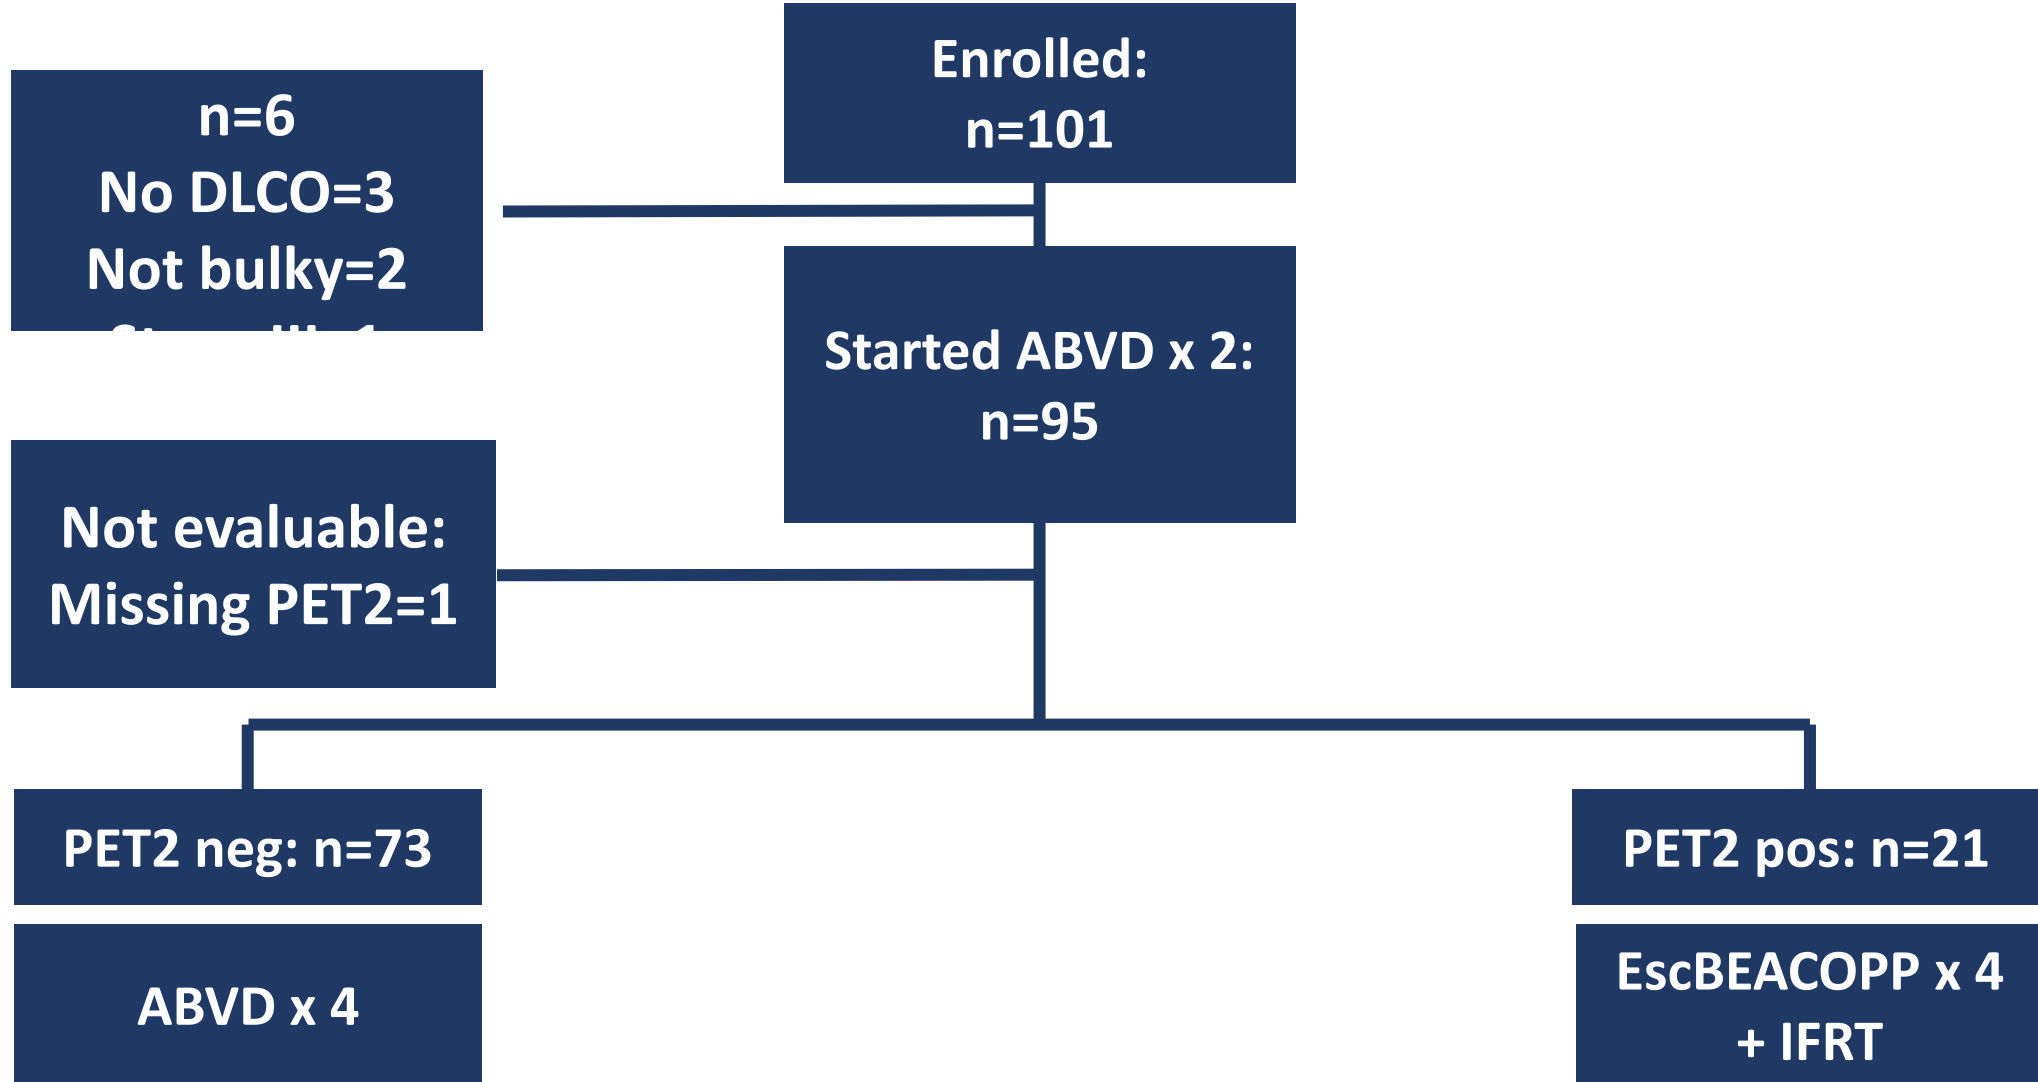 Enrolled:
n=101
n=6
No DLCO=3
Not bulky=2
Started ABVD x 2:
n=95
Not evaluable:
Missing PET2=1
PET2 neg: n=73
PET2 pos: n=21
ABVD x 4
EscBEACOPP x 4
+ IFRT